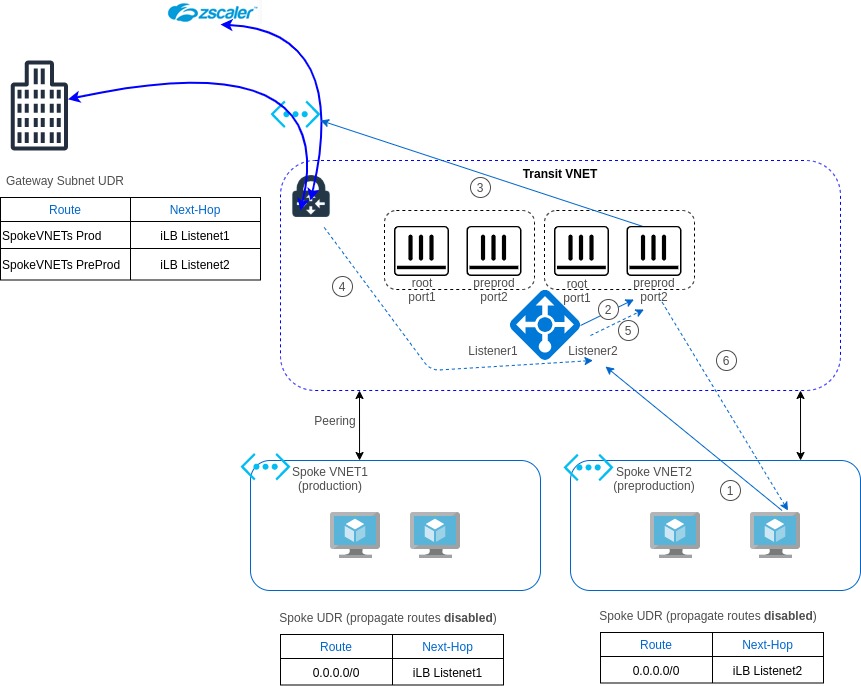 zscaler
Gateway Subnet UDR
Route Next-Hop
SpokeVNETs Prod iLB Listenet1
SpokeVNETs PreProd iLB Listenet2
Transit VNET
3
4
root
port1
preprod
port2
root
port1
preprod
port2
2
5
Listener1 Listener2
6
Peering
Spoke VNET1
(production)
Spoke VNET2
(preproduction)
1
Spoke UDR (propagate routes disabled)
Route Next-Hop
0.0.0.0/0 iLB Listenet1
Spoke UDR (propagate routes disabled)
Route Next-Hop
0.0.0.0/0 iLB Listenet2